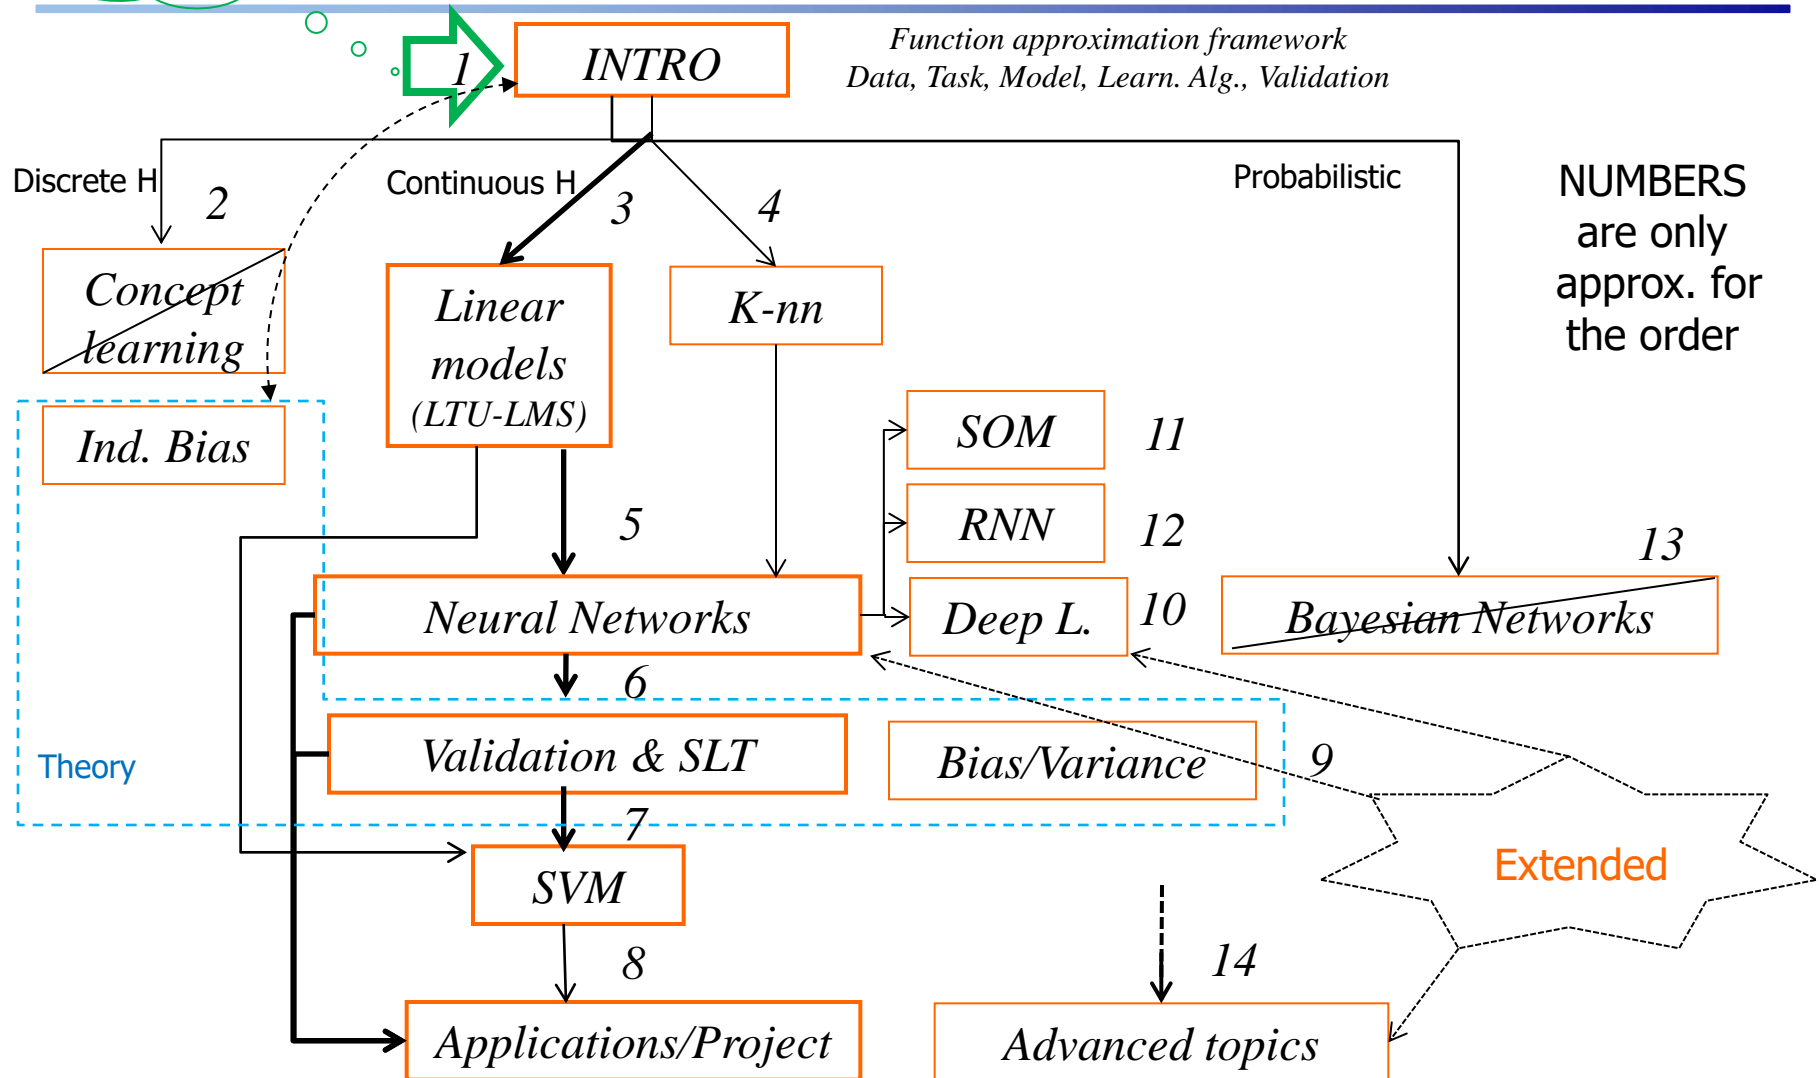 1
INTRO
Function approximation framework
Data, Task, Model, Learn. Alg., Validation
Discrete H
2
Continuous H
3
4
Probabilistic
NUMBERS
are only
approx. for
the order
Concept
learning
Linear
models
(LTU-LMS)
K-nn
Ind. Bias
SOM
11
5
RNN
12
13
Neural Networks
Deep L.
10
Bayesian Networks
6
Theory
Validation & SLT
Bias/Variance
9
7
SVM
Extended
8
14
Applications/Project
Advanced topics